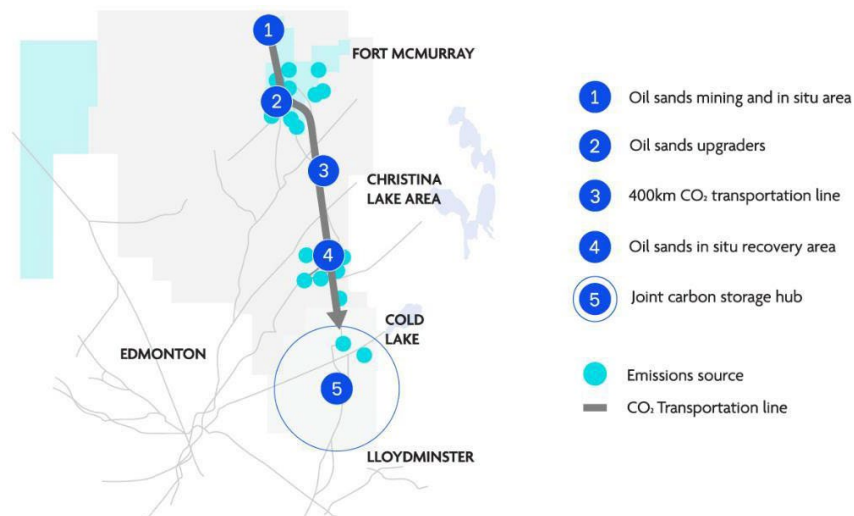 1
FORT MCMURRAY
2
3
CHRISTINA
LAKE AREA
4
COLD
LAKE
EDMONTON
5
LLOYDMINSTER
1 Oil sands mining and in situ area
2 Oil sands upgraders
3 400km CO₂ transportation line
4 Oil sands in situ recovery area
5 Joint carbon storage hub
Emissions source
CO₂ Transportation line